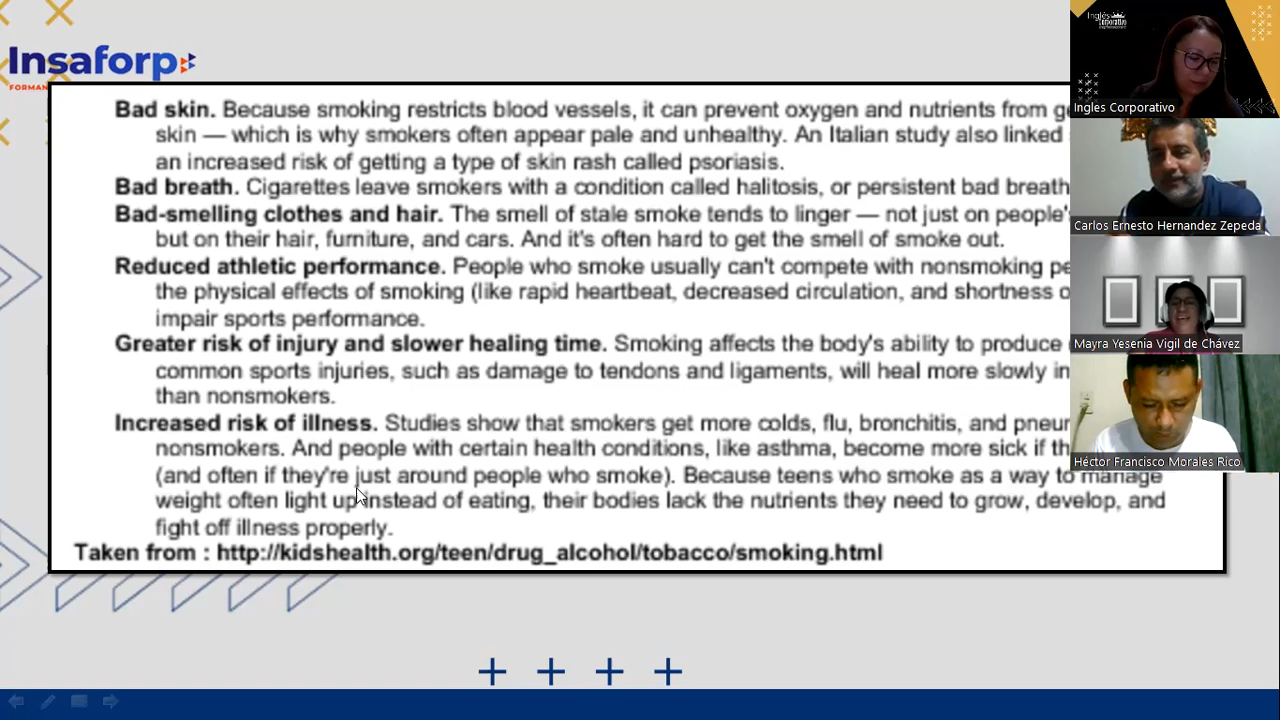 Insaforp
FORMAN
Bad skin. Because smoking restricts blood vessels, it can prevent oxygen and nutrients from g
skin — which is why smokers often appear pale and unhealthy. An Italian study also linked
an increased risk of getting a type of skin rash called psoriasis.
Bad breath. Cigarettes leave smokers with a condition called halitosis, or persistent bad breath
Bad-smelling clothes and hair. The smell of stale smoke tends to linger — not just on people's
but on their hair, furniture, and cars. And it's often hard to get the smell of smoke out.
Reduced athletic performance. People who smoke usually can't compete with nonsmoking pe
the physical effects of smoking (like rapid heartbeat, decreased circulation, and shortness o
impair sports performance.
Greater risk of injury and slower healing time. Smoking affects the body's ability to produce
common sports injuries, such as damage to tendons and ligaments, will heal more slowly in
than nonsmokers.
Increased risk of illness. Studies show that smokers get more colds, flu, bronchitis, and pneu
nonsmokers. And people with certain health conditions, like asthma, become more sick if th
(and often if they're just around people who smoke). Because teens who smoke as a way to manage
weight often light up instead of eating, their bodies lack the nutrients they need to grow, develop, and
fight off illness properly.
Taken from : http://kidshealth.org/teen/drug_alcohol/tobacco/smoking.html
Inglés
Corporativo
Ingles Corporativo
Carlos Ernesto Hernandez Zepeda
Mayra Yesenia Vigil de Chávez
Héctor Francisco Morales Rico